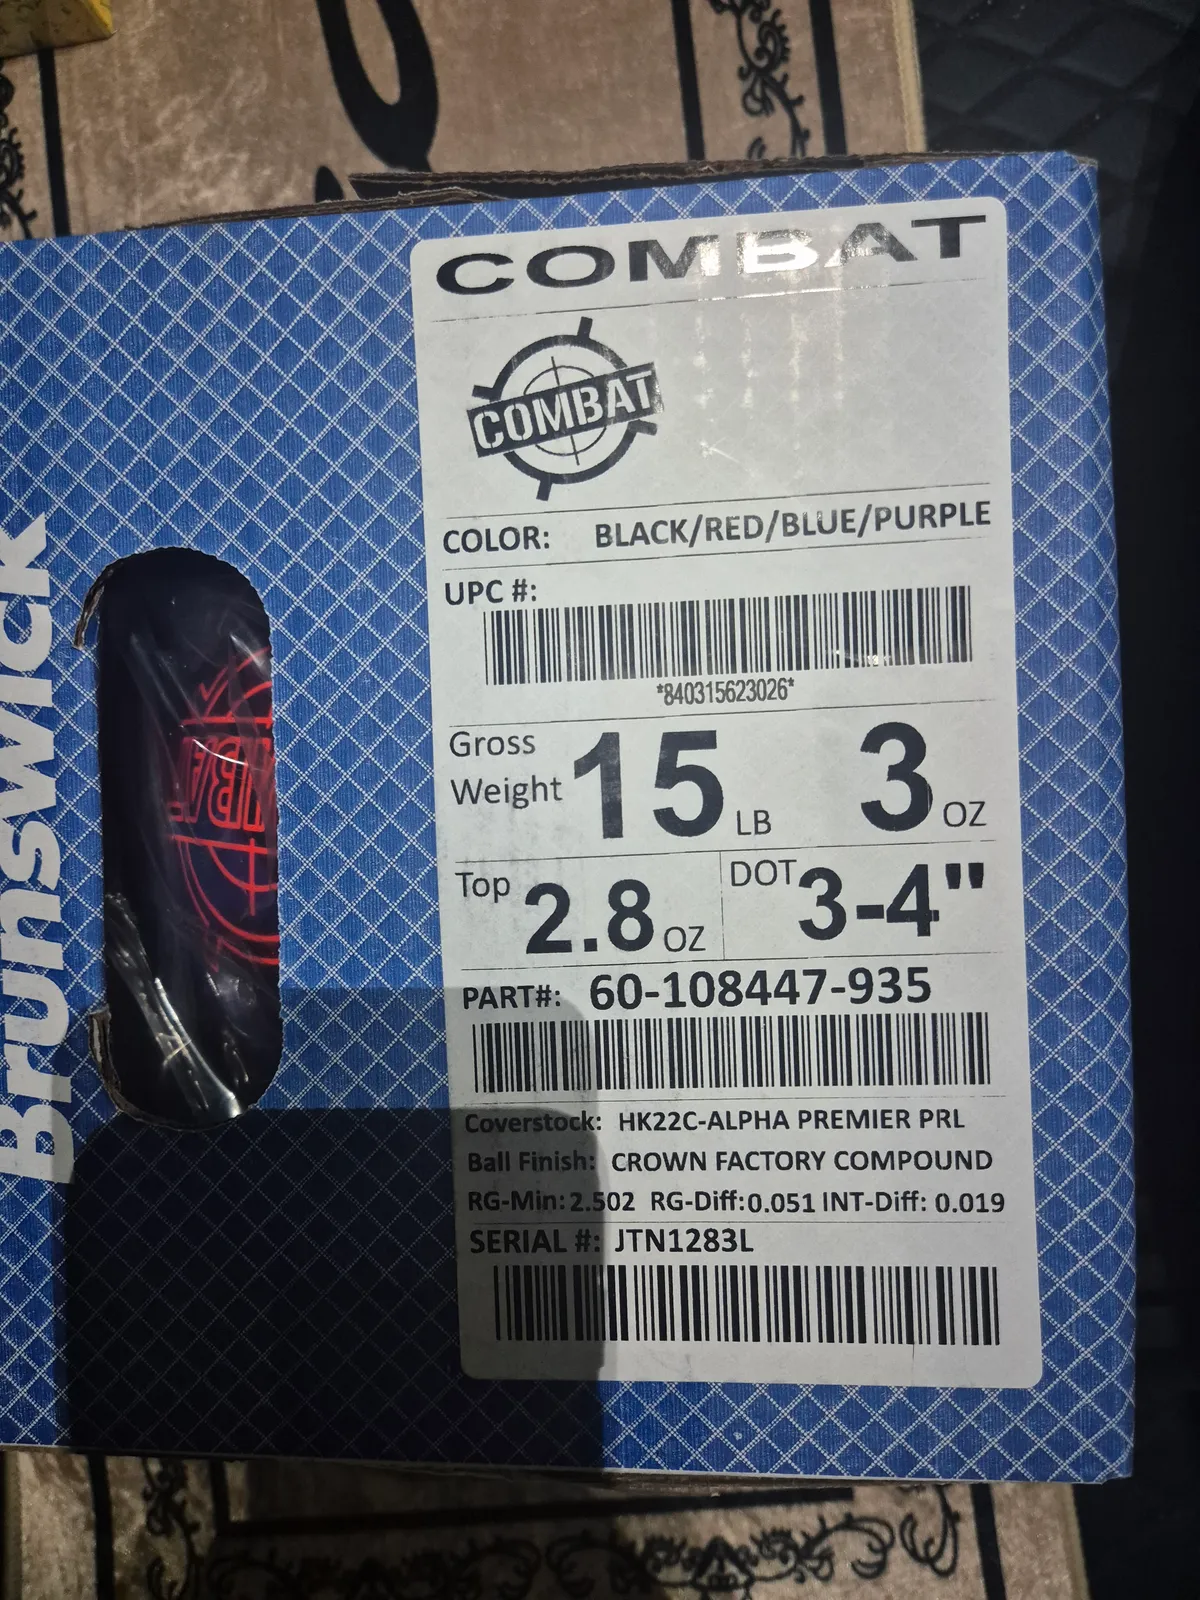 Brunswick
COMBAT
COMBAT
COLOR: BLACK/RED/BLUE/PURPLE
UPC #:
*840315623026*
Gross Weight 15 LB 3 OZ
Top 2.8 OZ DOT 3-4"
PART#: 60-108447-935
Coverstock: HK22C-ALPHA PREMIER PRL
Ball Finish: CROWN FACTORY COMPOUND
RG-Min: 2.502 RG-Diff: 0.051 INT-Diff: 0.019
SERIAL #: JTN1283L